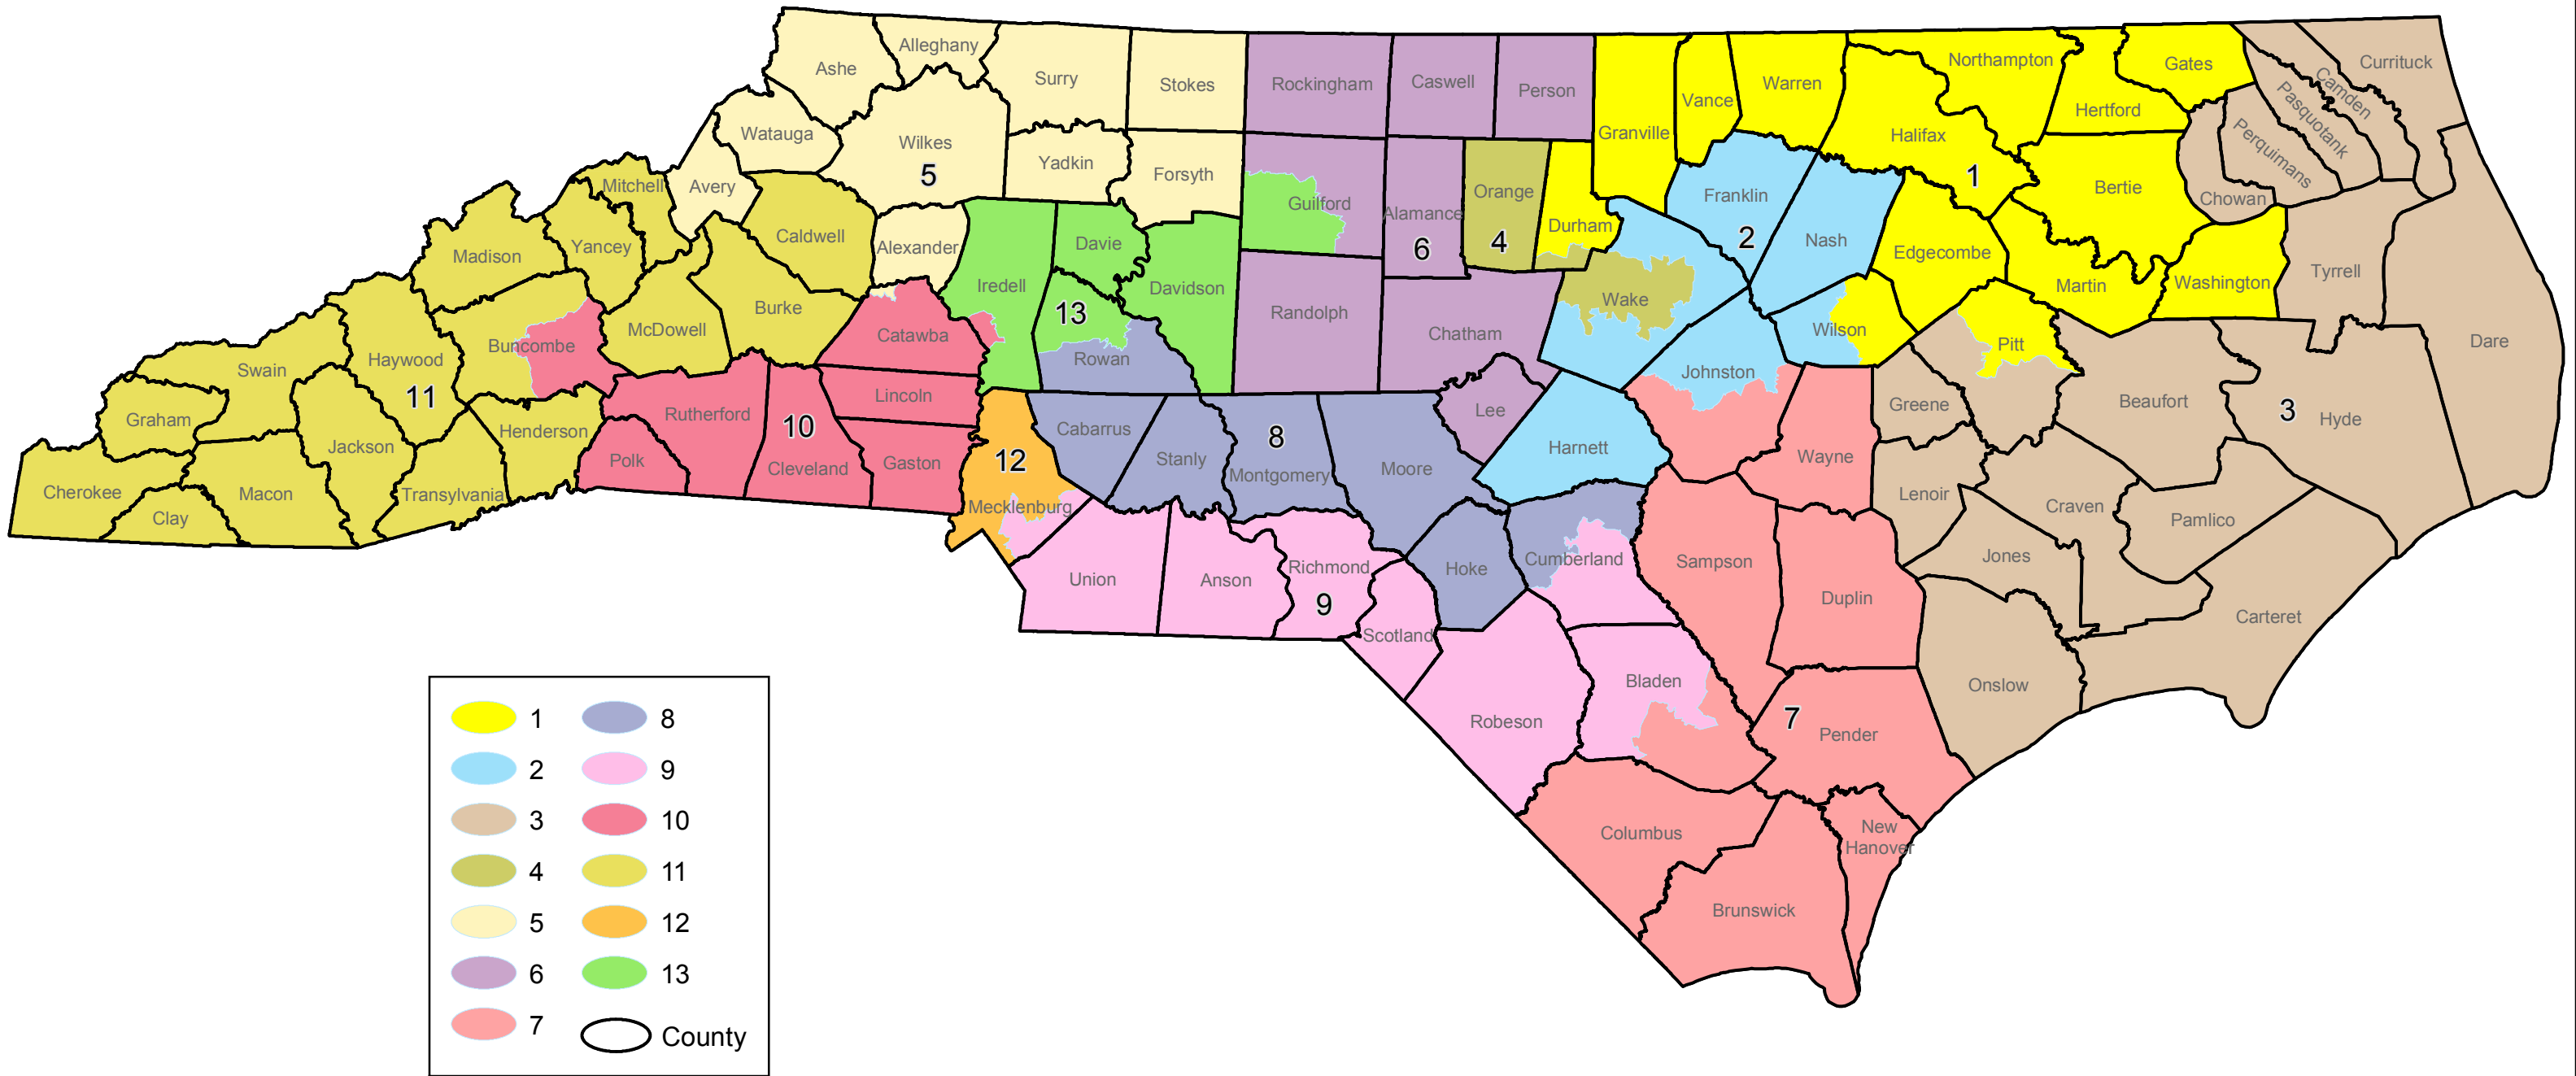 Ashe
Alleghany
Surry
Stokes
Rockingham
Caswell
Person
Granville
Vance
Warren
Northampton
Gates
Currituck
Camden
Pasquotank
Perquimans
Hertford
Halifax
Watauga
Wilkes
5
Yadkin
Forsyth
Guilford
Alamance
6
Orange
4
Durham
Franklin
2
Nash
1
Bertie
Chowan
Mitchell
Avery
Madison
Yancey
Caldwell
Alexander
Iredell
Davie
Davidson
13
Edgecombe
Martin
Washington
Tyrrell
Dare
Buncombe
McDowell
Burke
Catawba
Rowan
Randolph
Chatham
Wake
Johnston
Wilson
Pitt
Swain
Haywood
11
Graham
Jackson
Henderson
Rutherford
Lincoln
10
Cleveland
Gaston
Polk
Cherokee
Clay
Macon
Transylvania
12
Mecklenburg
Cabarrus
Stanly
8
Montgomery
Moore
Lee
Harnett
Wayne
Greene
Beaufort
3
Hyde
Lenoir
Craven
Pamlico
Jones
Carteret
Onslow
Union
Anson
Richmond
9
Scotland
Hoke
Cumberland
Sampson
Duplin
Robeson
Bladen
7
Pender
Columbus
New
Hanover
Brunswick
1
8
2
9
3
10
4
11
5
12
6
13
7
County